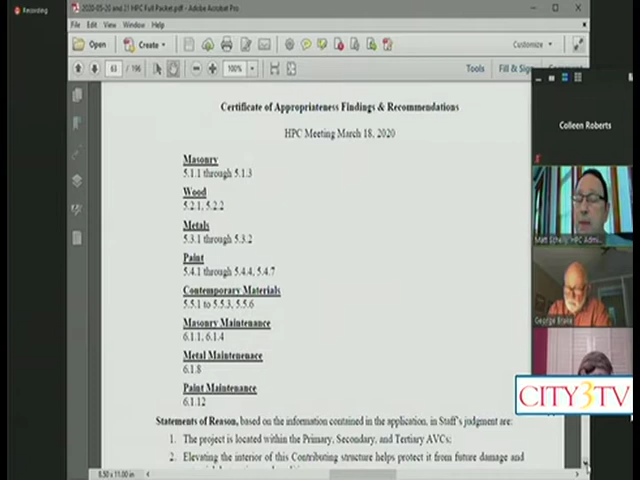 Recording
2020-05-20 and 21 HPC Full Packet.pdf - Adobe Acrobat Pro
File Edit View Window Help
Open Create Customize
63 / 196 100% Tools Fill & Sign
Certificate of Appropriateness Findings & Recommendations
HPC Meeting March 18, 2020
Masonry
5.1.1 through 5.1.3
Wood
5.2.1, 5.2.2
Metals
5.3.1 through 5.3.2
Paint
5.4.1 through 5.4.4, 5.4.7
Contemporary Materials
5.5.1 to 5.5.3, 5.5.6
Masonry Maintenance
6.1.1, 6.1.4
Metal Maintenenace
6.1.8
Paint Maintenance
6.1.12
Statements of Reason, based on the information contained in the application, in Staff's judgment are:
1. The project is located within the Primary, Secondary, and Tertiary AVCs;
2. Elevating the interior of this Contributing structure helps protect it from future damage and
8.50 x 11.00 in
Colleen Roberts
Matt Schelly HPC Admi...
George Brake
CITY3TV